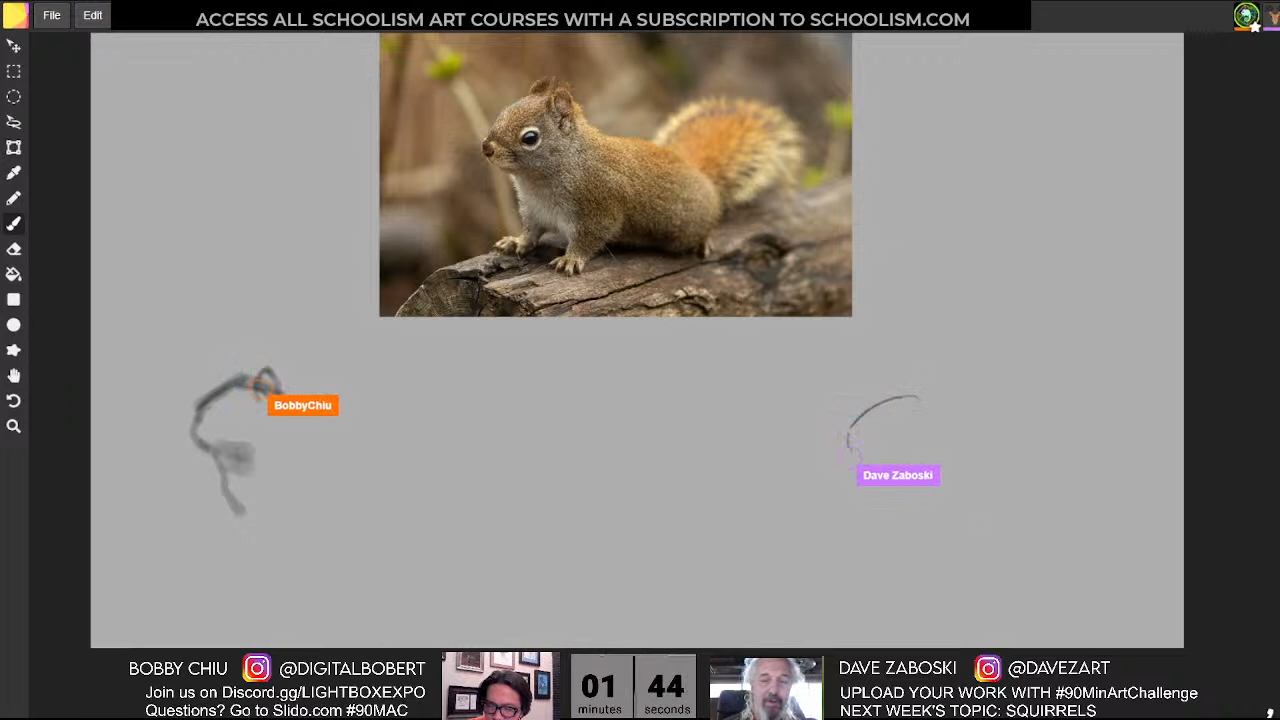 ACCESS ALL SCHOOLISM ART COURSES WITH A SUBSCRIPTION TO SCHOOLISM.COM
File Edit
BobbyChiu
Dave Zaboski
BOBBY CHIU @DIGITALBOBERT
Join us on Discord.gg/LIGHTBOXEXPO
Questions? Go to Slido.com #90MAC
01 44
minutes seconds
DAVE ZABOSKI @DAVEZART
UPLOAD YOUR WORK WITH #90MinArtChallenge
NEXT WEEK'S TOPIC: SQUIRRELS